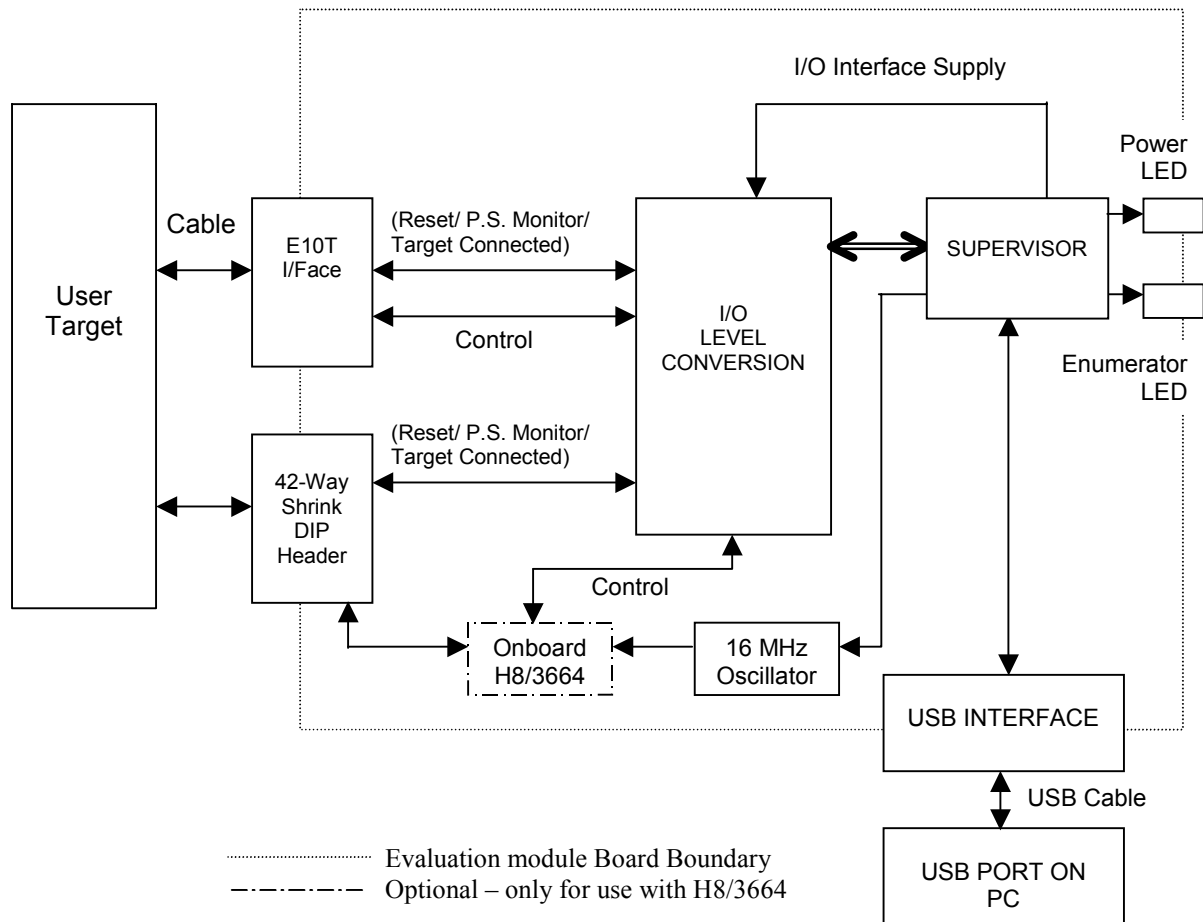 I/O Interface Supply
Power
LED
Cable
E10T
I/Face
(Reset/ P.S. Monitor/
Target Connected)
SUPERVISOR
User
Target
I/O
LEVEL
CONVERSION
Control
Enumerator
LED
(Reset/ P.S. Monitor/
Target Connected)
42-Way
Shrink
DIP
Header
Control
Onboard
H8/3664
16 MHz
Oscillator
USB INTERFACE
USB Cable
Evaluation module Board Boundary
Optional – only for use with H8/3664
USB PORT ON
PC